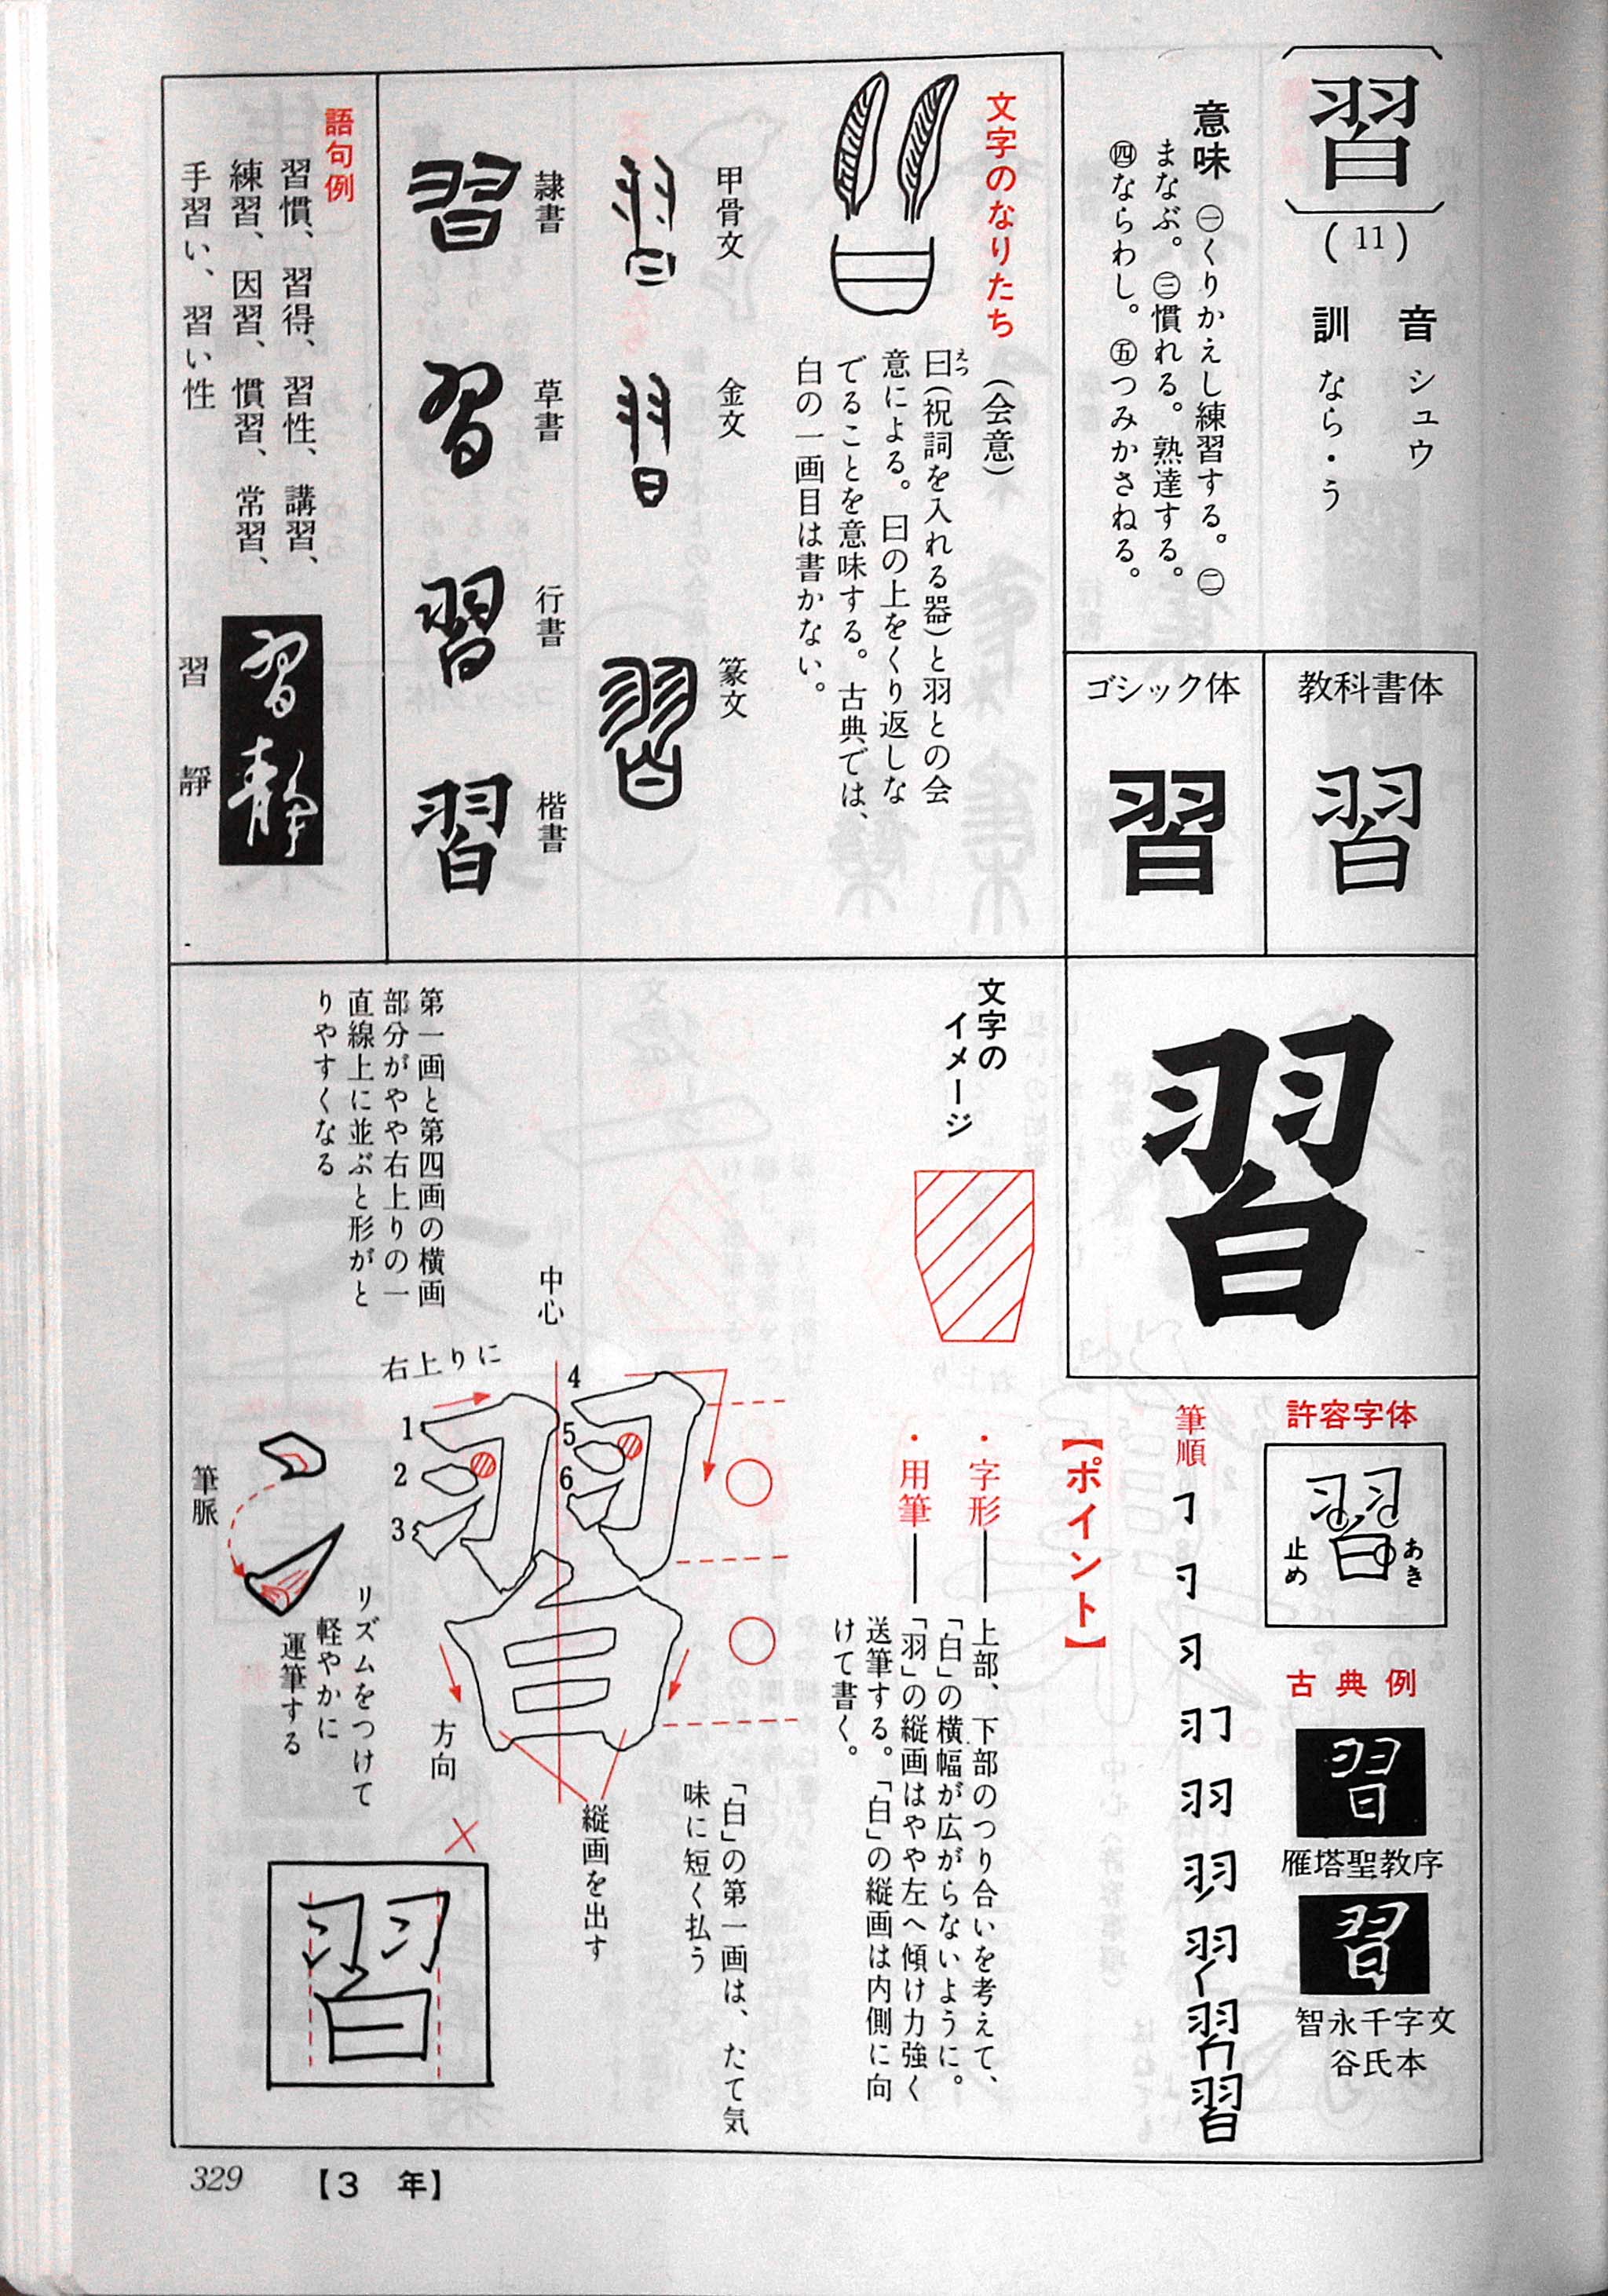 習
(11)
音 シュウ
訓 なら・う
意味 ㊀くりかえし練習する。㊁
まなぶ。㊂慣れる。熟達する。
㊃ならわし。㊄つみかさねる。
教科書体
習
ゴシック体
習
文字のなりたち
(会意)
曰(祝詞を入れる器)と羽との会
えつ
意による。曰の上をくり返しな
でることを意味する。古典では、
白の一画目は書かない。
甲骨文
金文
篆文
隷書
習
草書
習
行書
習
楷書
習
語句例
習慣、習得、習性、講習、
練習、因習、慣習、常習、
手習い、習い性
習靜
習 靜
習
許容字体
習
あき
止め
古典例
習
雁塔聖教序
習
智永千字文
谷氏本
筆順
習
【ポイント】
・字形――上部、下部のつり合いを考えて、
「白」の横幅が広がらないように。
・用筆――「羽」の縦画はやや左へ傾け力強く
送筆する。「白」の縦画は内側に向
けて書く。
文字の
イメージ
中心
右上りに
1
2
3
4
5
6
第一画と第四画の横画
部分がやや右上りの一
直線上に並ぶと形がと
りやすくなる
「白」の第一画は、たて気
味に短く払う
縦画を出す
方向
筆脈
リズムをつけて
軽やかに
運筆する
習
329
【3 年】